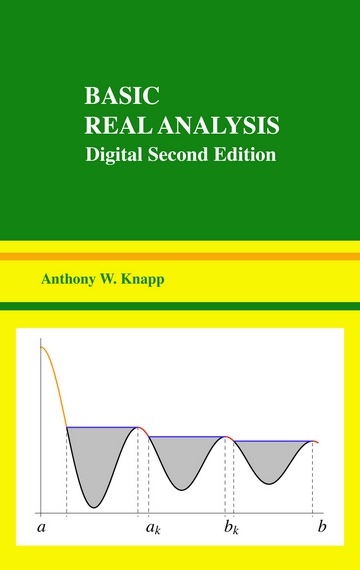 BASIC
REAL ANALYSIS
Digital Second Edition
Anthony W. Knapp
a a_k b_k b